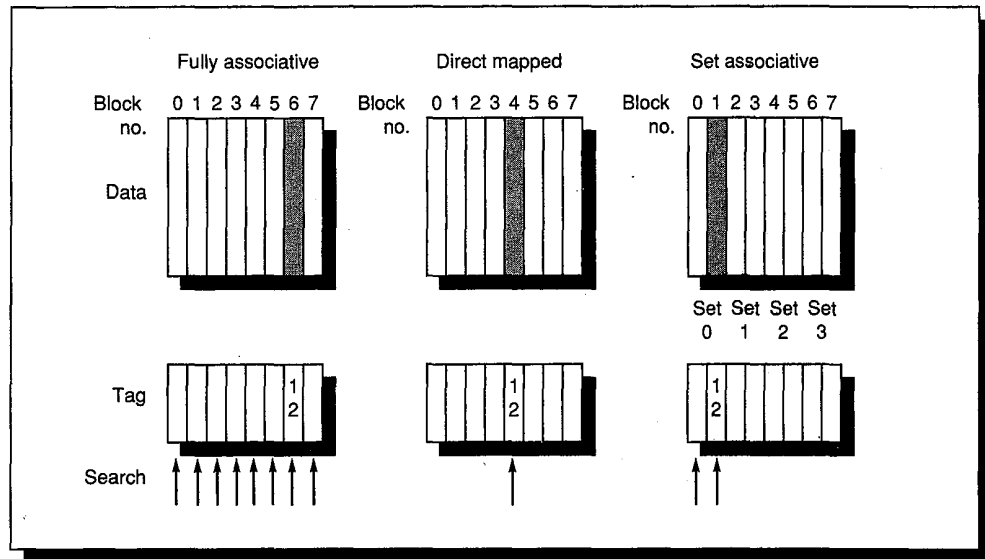 Fully associative Direct mapped Set associative
Block 0 1 2 3 4 5 6 7 Block 0 1 2 3 4 5 6 7 Block 0 1 2 3 4 5 6 7
no. no. no.
Data
Set Set Set Set
0 1 2 3
Tag 1 1 1
2 2 2
Search